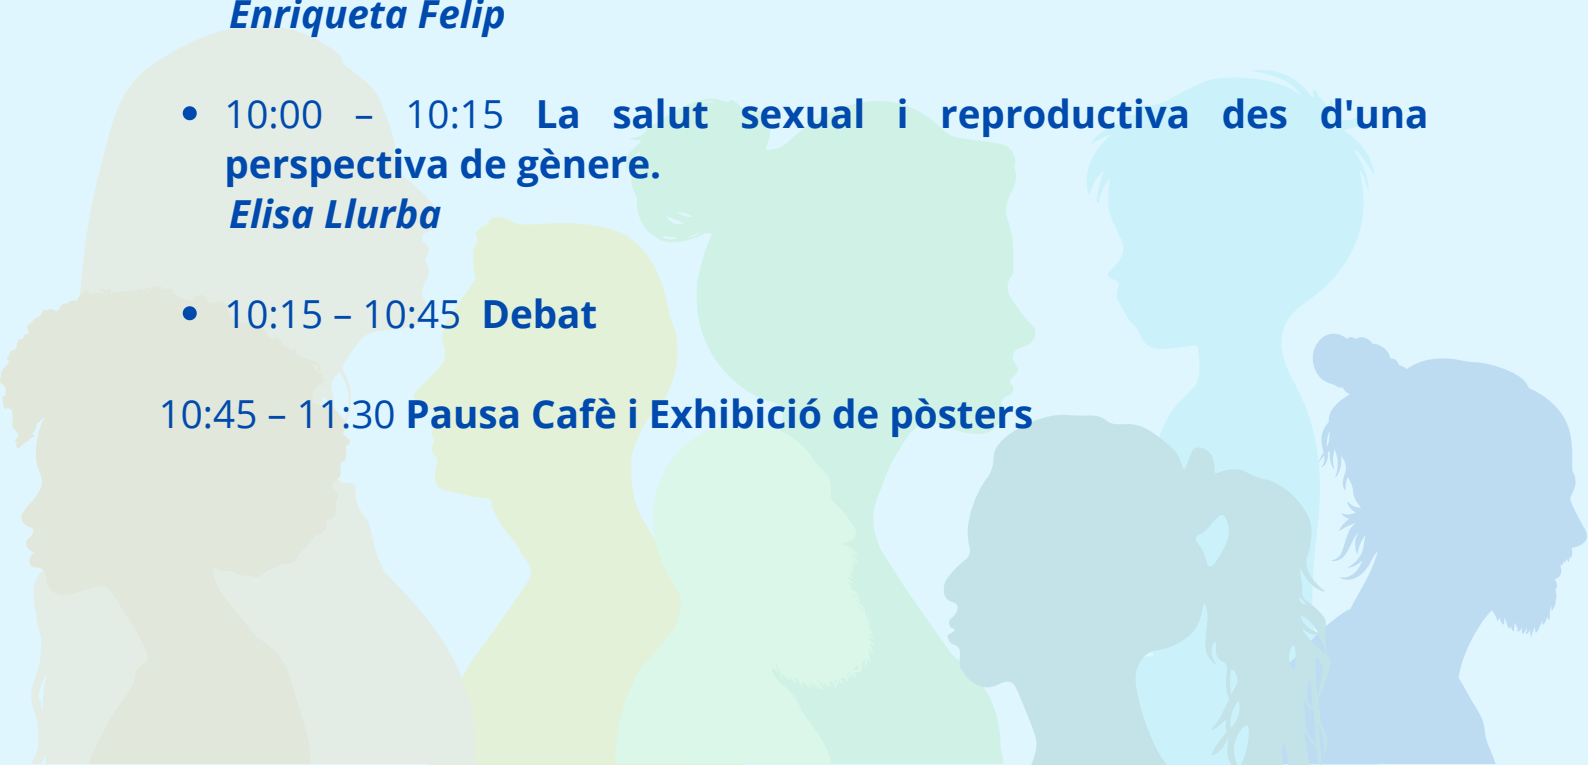 Enriqueta Felip
• 10:00 – 10:15 La salut sexual i reproductiva des d'una
perspectiva de gènere.
Elisa Llurba
• 10:15 – 10:45 Debat
10:45 – 11:30 Pausa Cafè i Exhibició de pòsters